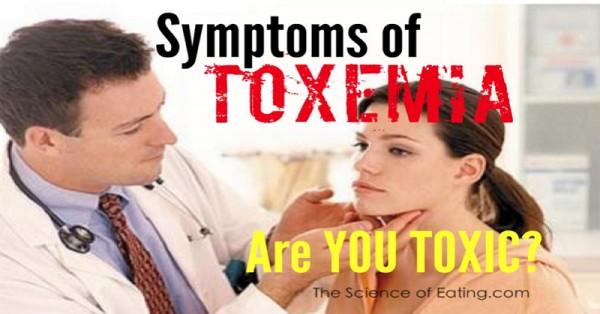 Symptoms of
TOXEMiA
Are YOU TOXIC?
The Science of Eating.com